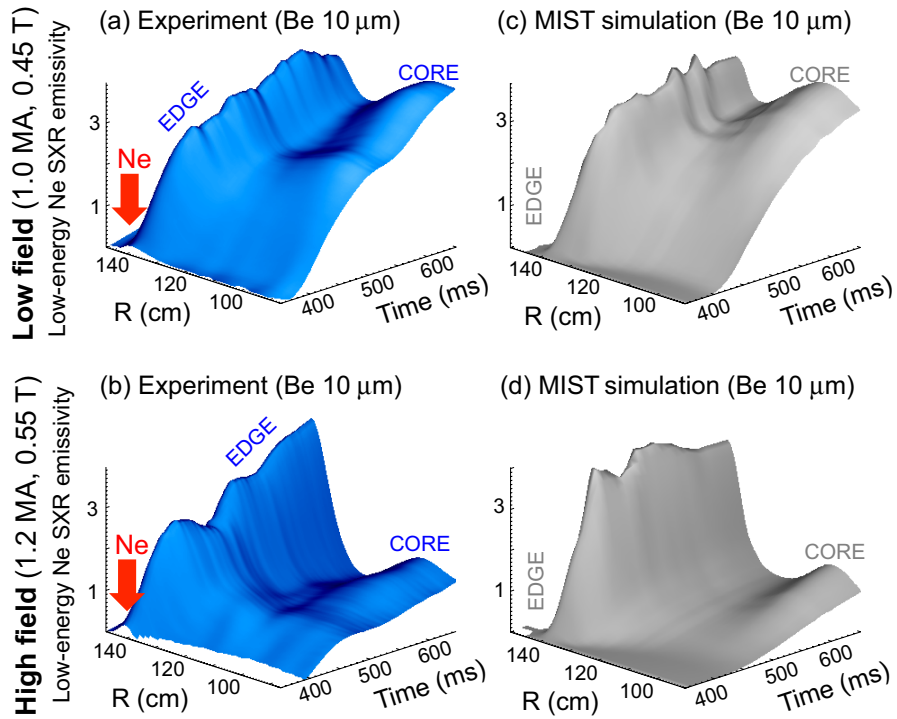 Low field (1.0 MA, 0.45 T)
Low-energy Ne SXR emissivity
(a) Experiment (Be 10 μm)
EDGE
CORE
Ne
3
1
140
120
100
R (cm)
400
500
600
Time (ms)
(c) MIST simulation (Be 10 μm)
CORE
EDGE
3
1
140
120
100
R (cm)
400
500
600
Time (ms)
High field (1.2 MA, 0.55 T)
Low-energy Ne SXR emissivity
(b) Experiment (Be 10 μm)
EDGE
CORE
Ne
3
1
140
120
100
R (cm)
400
500
600
Time (ms)
(d) MIST simulation (Be 10 μm)
CORE
EDGE
3
1
140
120
100
R (cm)
400
500
600
Time (ms)